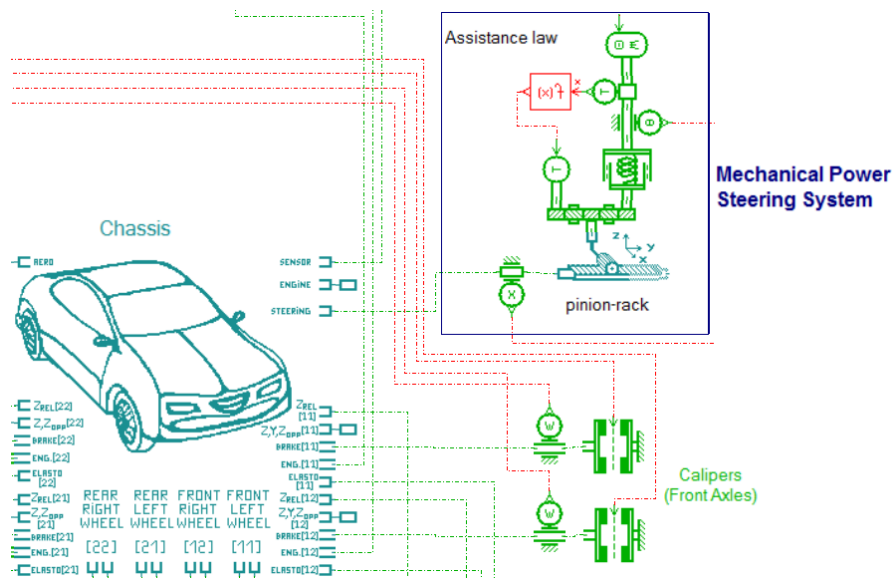 Assistance law
Mechanical Power
Steering System
pinion-rack
T
T
X
Z
Y
X
Chassis
AERO
SENSOR
ENGINE
STEERING
ZREL[22]
Z,ZOPP[22]
BRAKE[22]
ENG.[22]
ELASTO
[22]
ZREL[21]
Z,ZOPP
[21]
BRAKE[21]
ENG.[21]
ELASTO[21]
REAR REAR FRONT FRONT
RIGHT LEFT RIGHT LEFT
WHEEL WHEEL WHEEL WHEEL
[22] [21] [12] [11]
ZREL
[11]
Z,Y,ZOPP[11]
BRAKE[11]
ENG.[11]
ELASTO
[11]
ZREL[12]
Z,Y,ZOPP
[12]
BRAKE[12]
ENG.[12]
ELASTO[12]
W
W
Calipers
(Front Axles)